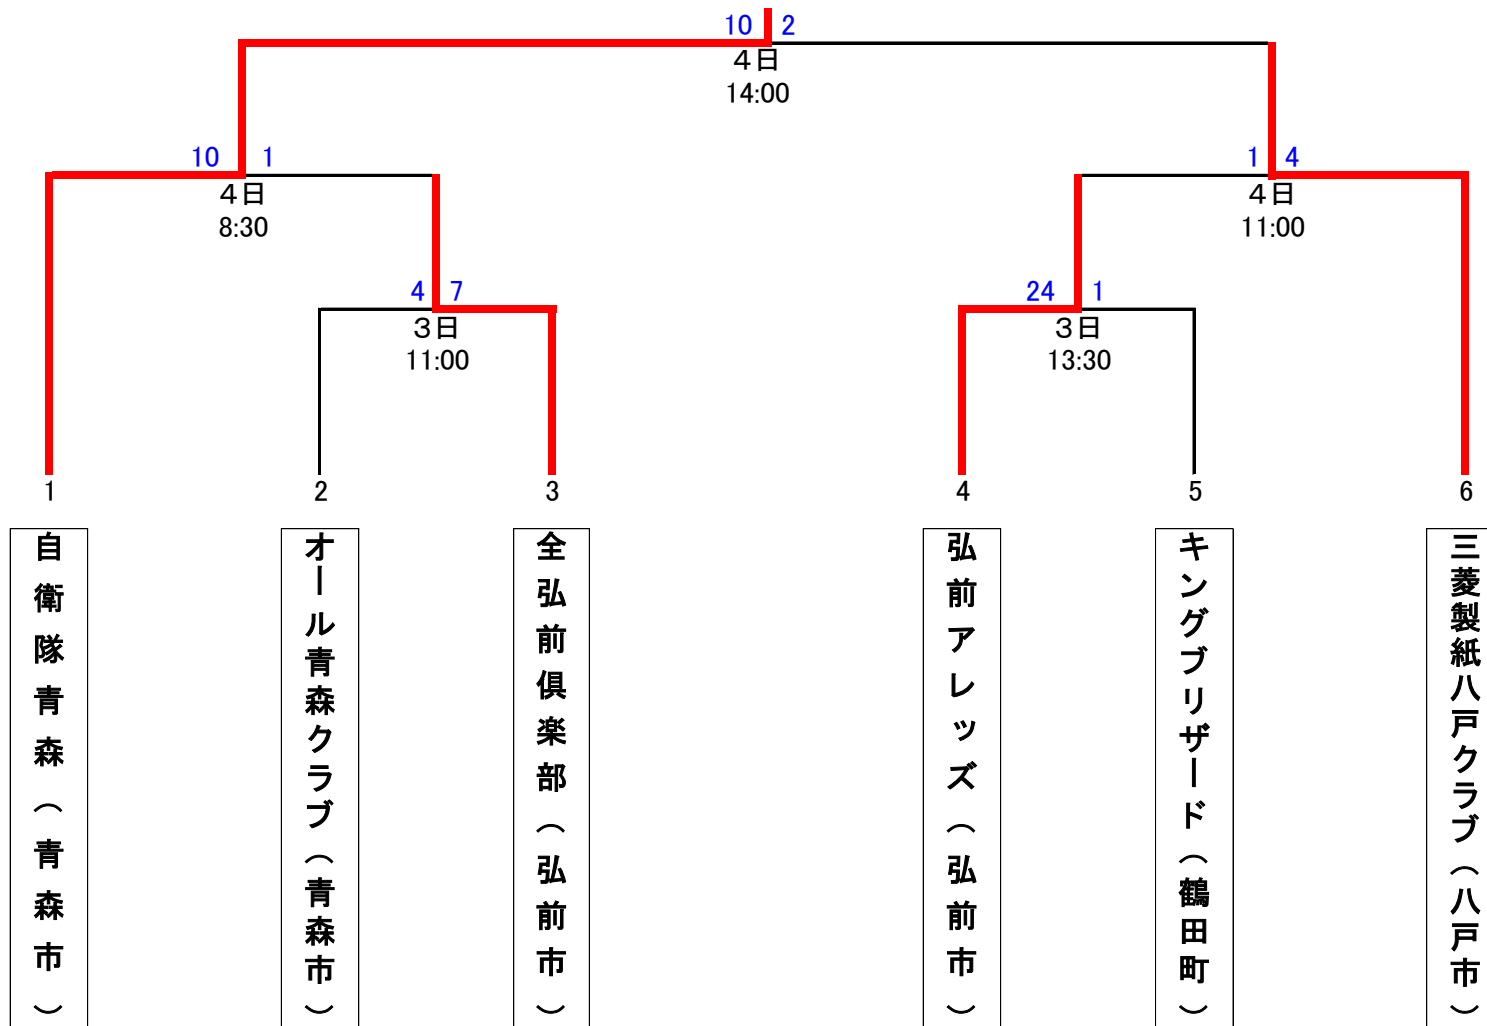 10 2
４日
14:00
10 1
４日
8:30
1 4
４日
11:00
4 7
３日
11:00
24 1
３日
13:30
1
2
3
4
5
6
自衛隊青森（青森市）
オール青森クラブ（青森市）
全弘前倶楽部（弘前市）
弘前アレッズ（弘前市）
キングブリザード（鶴田町）
三菱製紙八戸クラブ（八戸市）